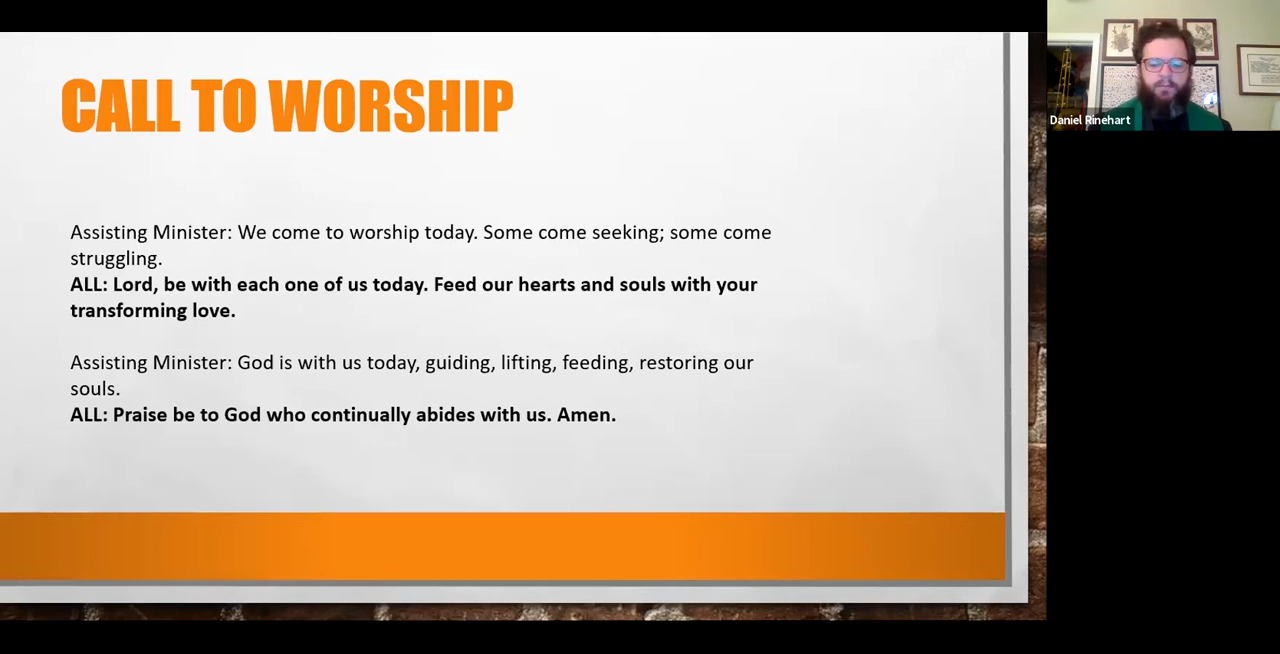 CALL TO WORSHIP
Assisting Minister: We come to worship today. Some come seeking; some come
struggling.
ALL: Lord, be with each one of us today. Feed our hearts and souls with your
transforming love.
Assisting Minister: God is with us today, guiding, lifting, feeding, restoring our
souls.
ALL: Praise be to God who continually abides with us. Amen.
Daniel Rinehart